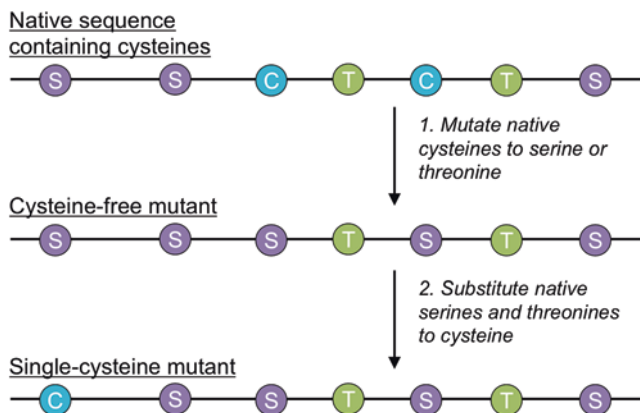 Native sequence
containing cysteines
S S C T C T S
1. Mutate native
cysteines to serine or
threonine
Cysteine-free mutant
S S S T S T S
2. Substitute native
serines and threonines
to cysteine
Single-cysteine mutant
C S S T S T S